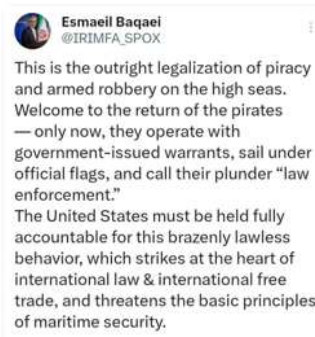 Esmaeil Baqaei
@IRIMFA_SPOX
This is the outright legalization of piracy
and armed robbery on the high seas.
Welcome to the return of the pirates
— only now, they operate with
government-issued warrants, sail under
official flags, and call their plunder “law
enforcement.”
The United States must be held fully
accountable for this brazenly lawless
behavior, which strikes at the heart of
international law & international free
trade, and threatens the basic principles
of maritime security.